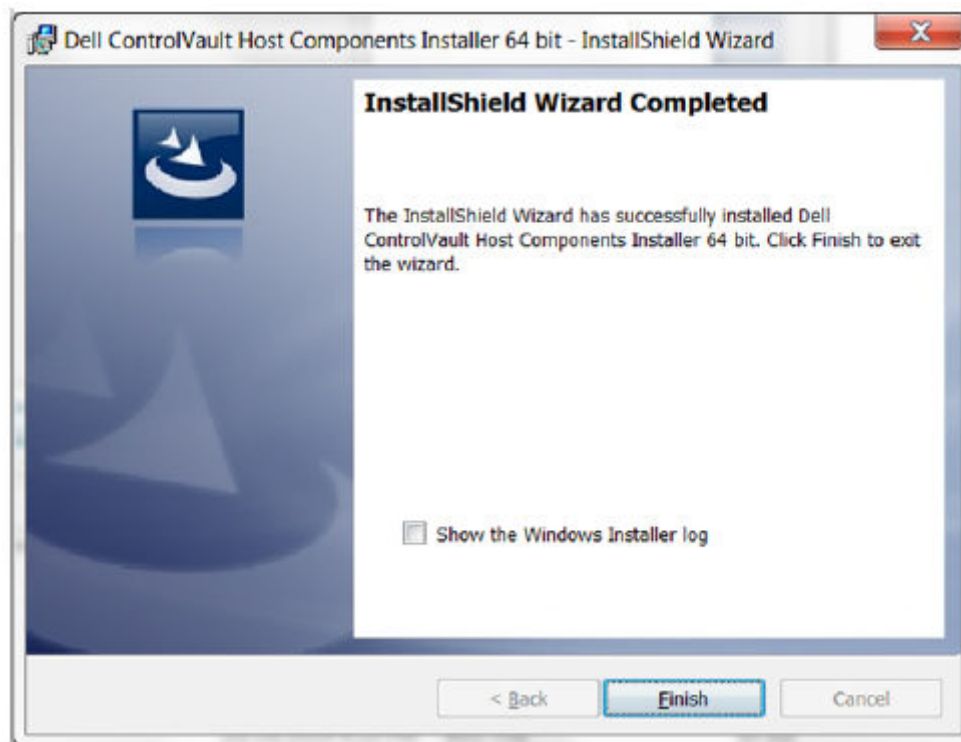 Dell ControlVault Host Components Installer 64 bit - InstallShield Wizard
InstallShield Wizard Completed
The InstallShield Wizard has successfully installed Dell
ControlVault Host Components Installer 64 bit. Click Finish to exit
the wizard.
Show the Windows Installer log
< Back
Finish
Cancel